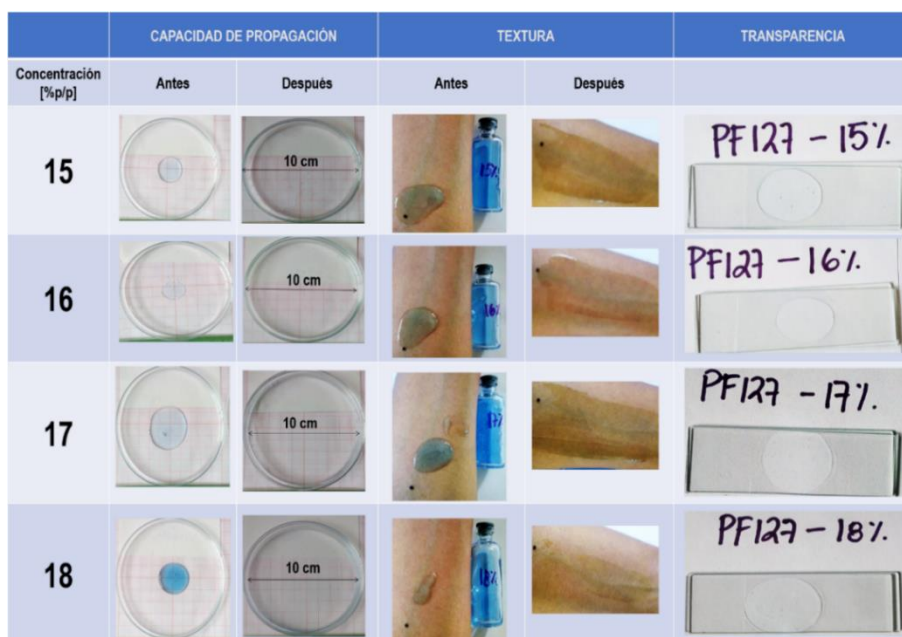 CAPACIDAD DE PROPAGACIÓN TEXTURA TRANSPARENCIA
Concentración
[%p/p]
Antes Después Antes Después
15
10 cm
15%
PF127 - 15%
16
10 cm
16%
PF127 - 16%
17
10 cm
17%
PF127 - 17%.
18
10 cm
18%
PF127 - 18%